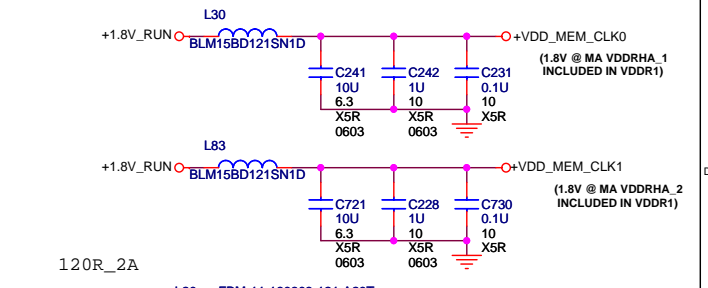 L30
+1.8V_RUN
BLM15BD121SN1D
+VDD_MEM_CLK0
(1.8V @ MA VDDRHA_1
INCLUDED IN VDDR1)
C241
10U
6.3
X5R
0603
C242
1U
10
X5R
0603
C231
0.1U
10
X5R
L83
+1.8V_RUN
BLM15BD121SN1D
+VDD_MEM_CLK1
(1.8V @ MA VDDRHA_2
INCLUDED IN VDDR1)
C721
10U
6.3
X5R
0603
C228
1U
10
X5R
0603
C730
0.1U
10
X5R
120R_2A